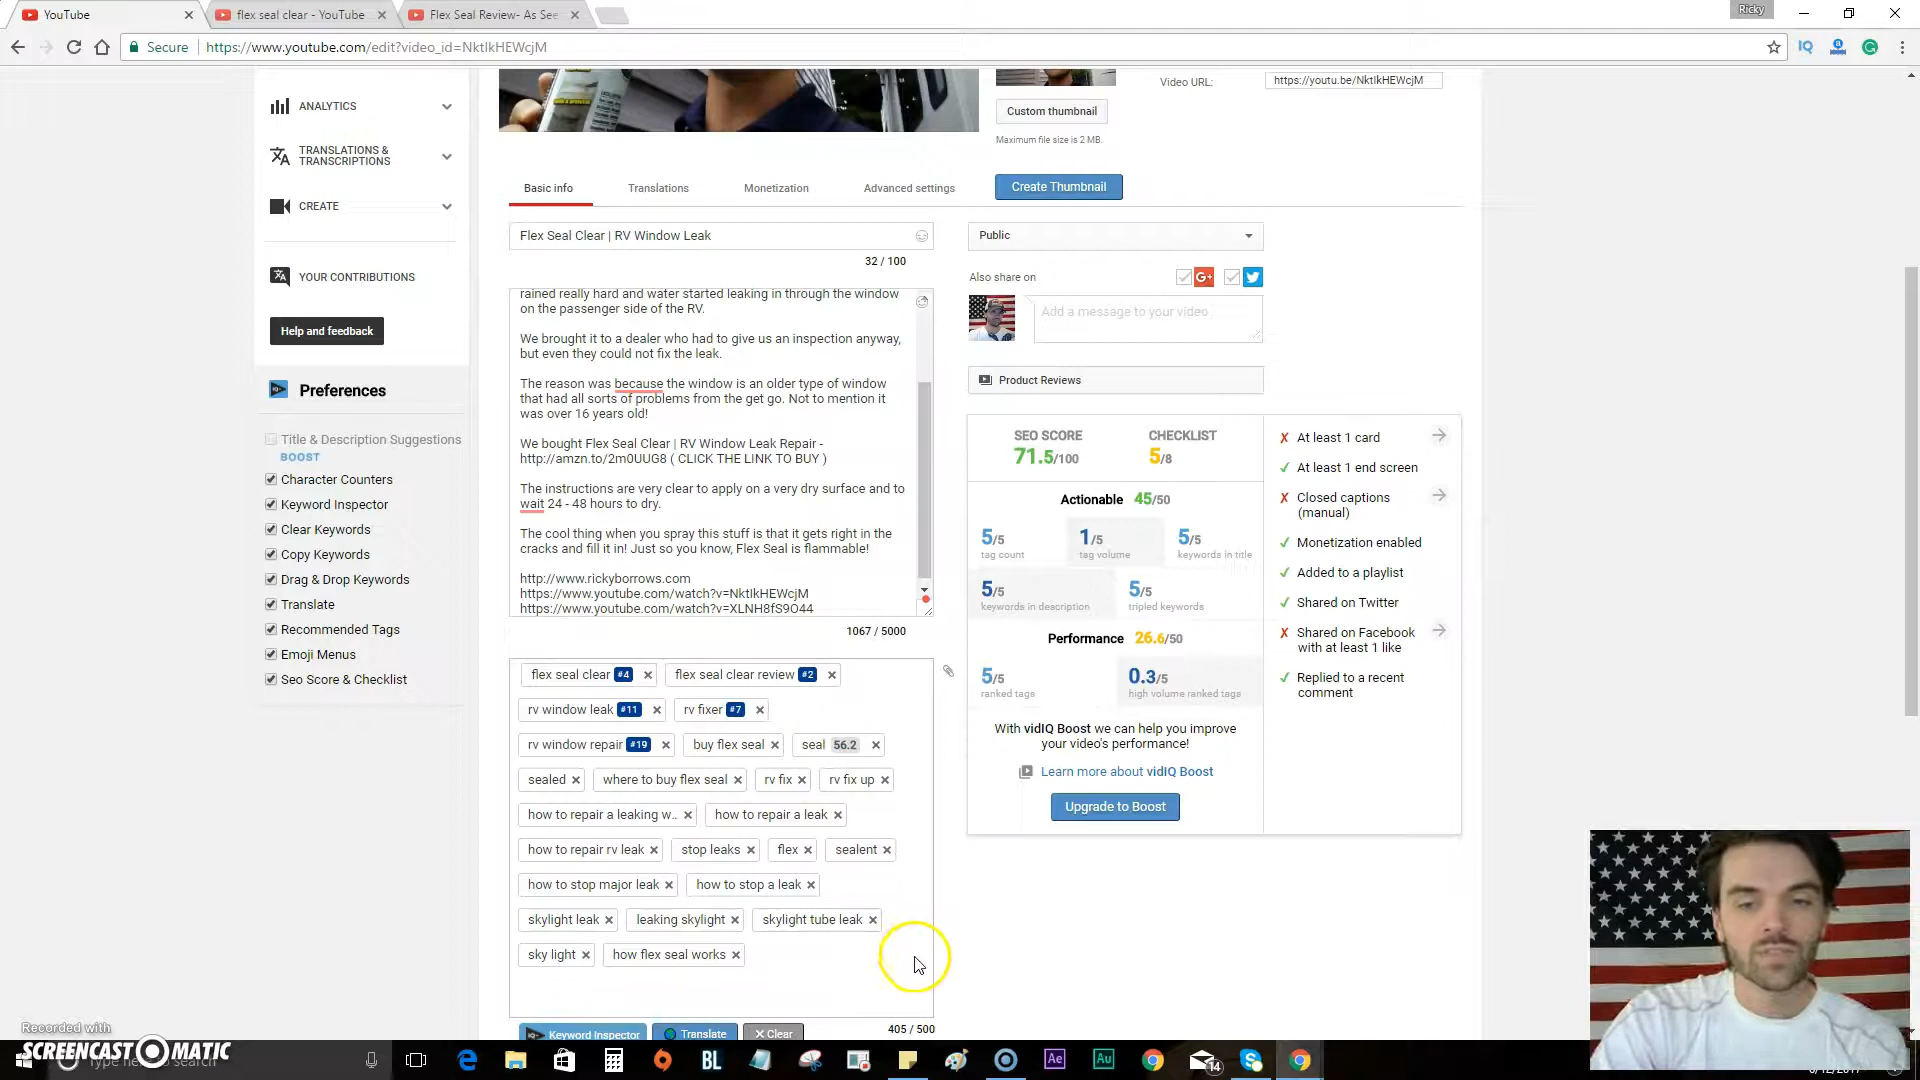 YouTube
flex seal clear - YouTube
Flex Seal Review- As See
Ricky
Secure
https://www.youtube.com/edit?video_id=NktIkHEWcjM
ANALYTICS
TRANSLATIONS &
TRANSCRIPTIONS
CREATE
YOUR CONTRIBUTIONS
Help and feedback
Preferences
Title & Description Suggestions
BOOST
Character Counters
Keyword Inspector
Clear Keywords
Copy Keywords
Drag & Drop Keywords
Translate
Recommended Tags
Emoji Menus
Seo Score & Checklist
Custom thumbnail
Maximum file size is 2 MB.
Video URL:
https://youtu.be/NktIkHEWcjM
Basic info
Translations
Monetization
Advanced settings
Create Thumbnail
Flex Seal Clear | RV Window Leak
32 / 100
rained really hard and water started leaking in through the window
on the passenger side of the RV.
We brought it to a dealer who had to give us an inspection anyway,
but even they could not fix the leak.
The reason was because the window is an older type of window
that had all sorts of problems from the get go. Not to mention it
was over 16 years old!
We bought Flex Seal Clear | RV Window Leak Repair -
http://amzn.to/2m0UUG8 ( CLICK THE LINK TO BUY )
The instructions are very clear to apply on a very dry surface and to
wait 24 - 48 hours to dry.
The cool thing when you spray this stuff is that it gets right in the
cracks and fill it in! Just so you know, Flex Seal is flammable!
http://www.rickyborrows.com
https://www.youtube.com/watch?v=NktIkHEWcjM
https://www.youtube.com/watch?v=XLNH8fS9O44
1067 / 5000
flex seal clear #4
flex seal clear review #2
rv window leak #11
rv fixer #7
rv window repair #19
buy flex seal
seal 56.2
sealed
where to buy flex seal
rv fix
rv fix up
how to repair a leaking w..
how to repair a leak
how to repair rv leak
stop leaks
flex
sealent
how to stop major leak
how to stop a leak
skylight leak
leaking skylight
skylight tube leak
sky light
how flex seal works
405 / 500
Keyword Inspector
Translate
Clear
Public
Also share on
Add a message to your video
Product Reviews
SEO SCORE
71.5/100
CHECKLIST
5/8
Actionable 45/50
5/5
tag count
1/5
tag volume
5/5
keywords in title
5/5
keywords in description
5/5
tripled keywords
Performance 26.6/50
5/5
ranked tags
0.3/5
high volume ranked tags
With vidIQ Boost we can help you improve
your video's performance!
Learn more about vidIQ Boost
Upgrade to Boost
At least 1 card
At least 1 end screen
Closed captions
(manual)
Monetization enabled
Added to a playlist
Shared on Twitter
Shared on Facebook
with at least 1 like
Replied to a recent
comment
Recorded with
SCREENCAST MATIC
BL
Ae
Au
14